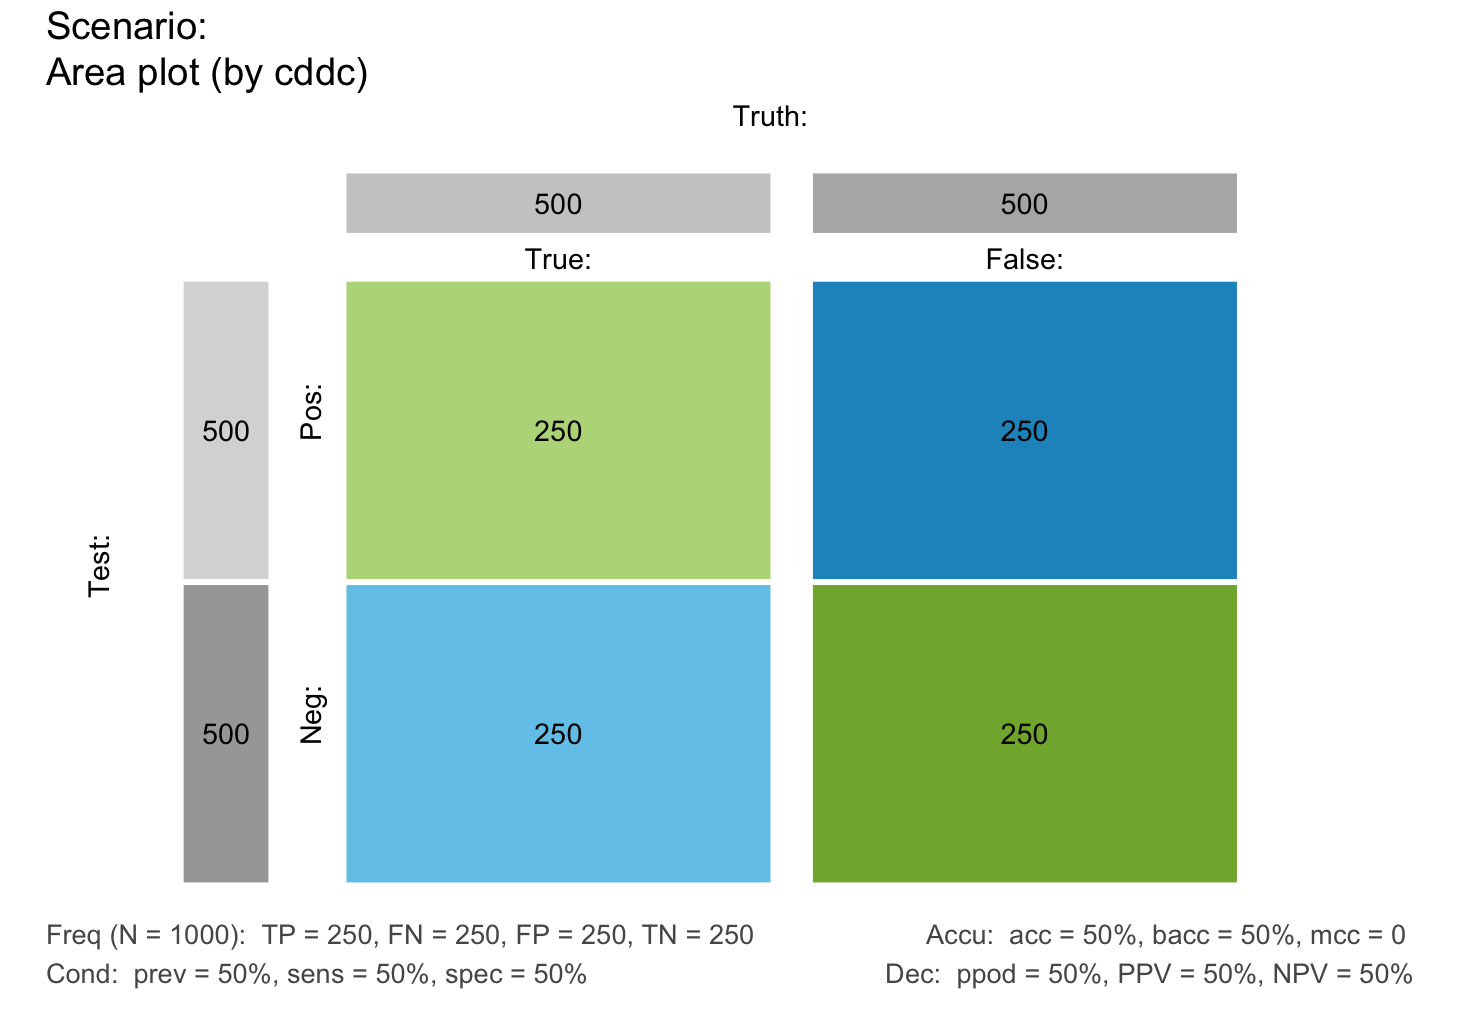 Scenario:
Area plot (by cddc)
Truth:
500
500
True:
False:
500
Pos:
250
250
Test:
500
Neg:
250
250
Freq (N = 1000):  TP = 250, FN = 250, FP = 250, TN = 250
Accu:  acc = 50%, bacc = 50%, mcc = 0
Cond:  prev = 50%, sens = 50%, spec = 50%
Dec:  ppod = 50%, PPV = 50%, NPV = 50%